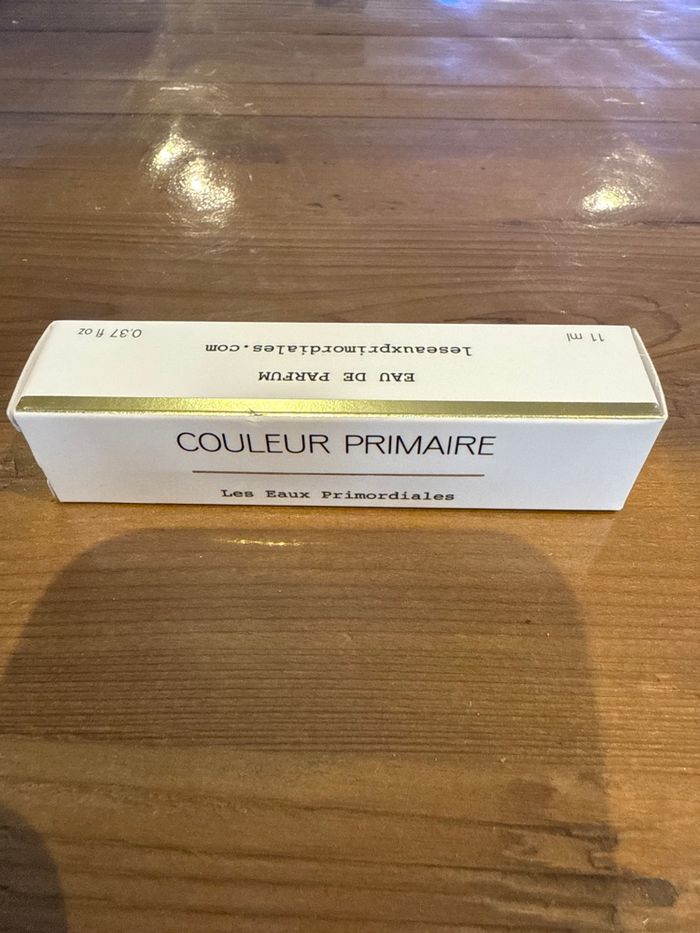 EAU DE PARFUM
leseauxprimordiales.com
11 ml
0.37 fl oz
COULEUR PRIMAIRE
Les Eaux Primordiales